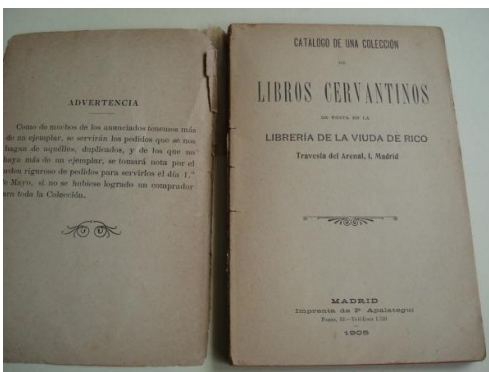 ADVERTENCIA
Como de muchos de los anunciados tenemos más
de un ejemplar, se servirán los pedidos que se nos
hagan de aquéllos, duplicados, y de los que no
haya más de un ejemplar, se tomará nota por el
orden riguroso de pedidos para servirlos el día 1.º
de Mayo, si no se hubiese logrado un comprador
para toda la Colección.
CATÁLOGO DE UNA COLECCIÓN
DE
LIBROS CERVANTINOS
DE VENTA EN LA
LIBRERÍA DE LA VIUDA DE RICO
Travesía del Arenal, 1, Madrid
MADRID
Imprenta de P. Apalategui
Teléfono
1905